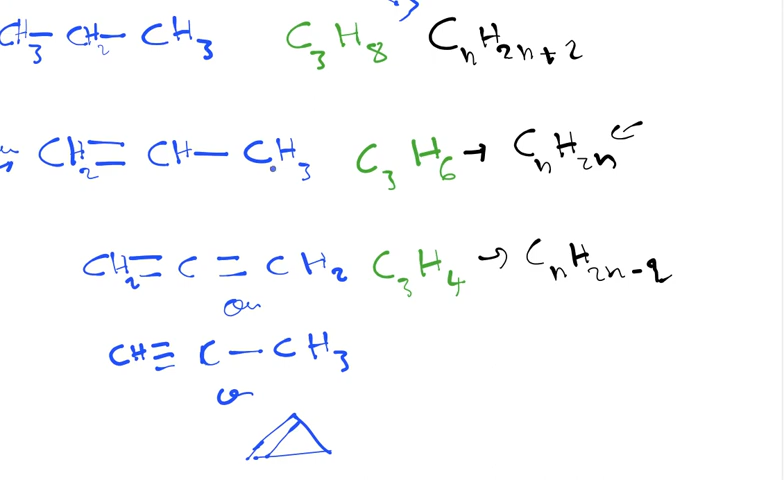 CH₃ — CH₂ — CH₃ C₃H₈ CₙH₂ₙ₊₂
CH₂ = CH — CH₃ C₃H₆ → CₙH₂ₙ
CH₂ = C = CH₂ C₃H₄ → CₙH₂ₙ₋₂
or
CH ≡ C — CH₃
or